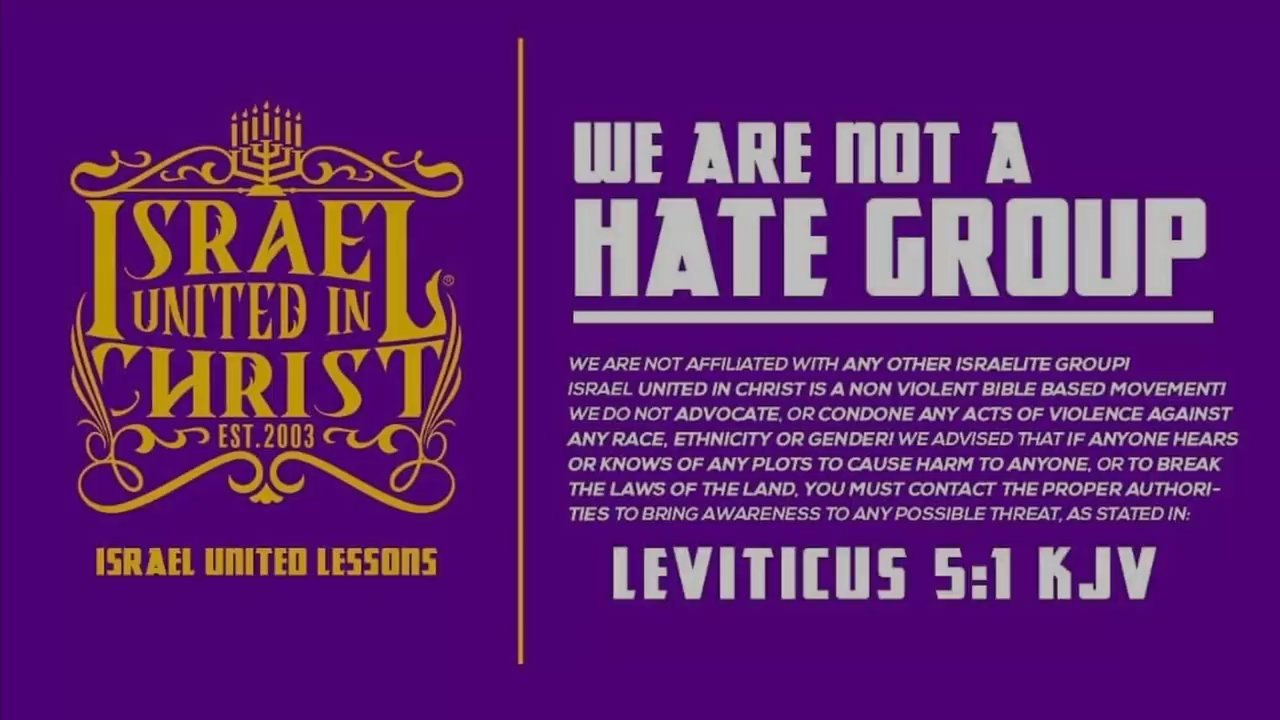 ISRAEL
UNITED IN
CHRIST
EST. 2003
®
ISRAEL UNITED LESSONS
WE ARE NOT A
HATE GROUP
WE ARE NOT AFFILIATED WITH ANY OTHER ISRAELITE GROUP!
ISRAEL UNITED IN CHRIST IS A NON VIOLENT BIBLE BASED MOVEMENT!
WE DO NOT ADVOCATE, OR CONDONE ANY ACTS OF VIOLENCE AGAINST
ANY RACE, ETHNICITY OR GENDER! WE ADVISED THAT IF ANYONE HEARS
OR KNOWS OF ANY PLOTS TO CAUSE HARM TO ANYONE, OR TO BREAK
THE LAWS OF THE LAND, YOU MUST CONTACT THE PROPER AUTHORI-
TIES TO BRING AWARENESS TO ANY POSSIBLE THREAT, AS STATED IN:
LEVITICUS 5:1 KJV